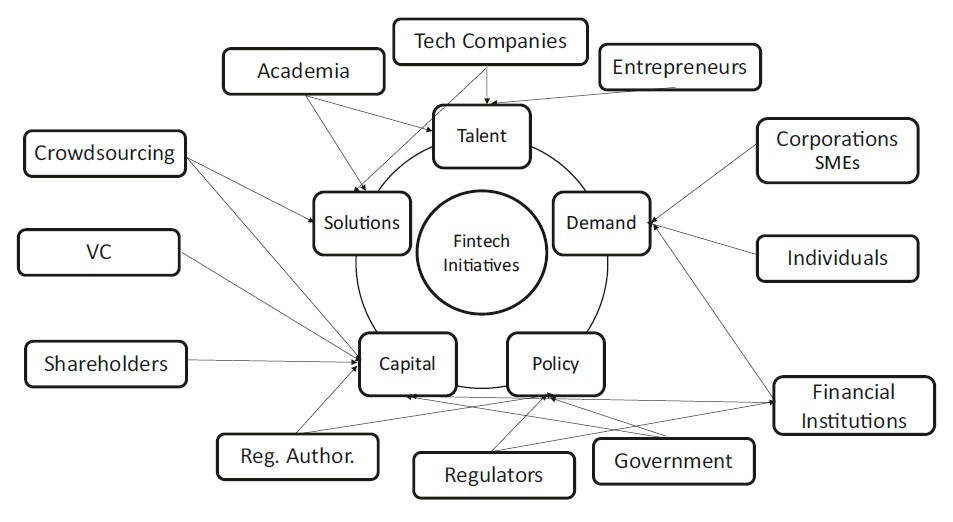 Tech Companies
Academia
Entrepreneurs
Talent
Crowdsourcing
Corporations
SMEs
Solutions
Demand
Fintech
Initiatives
VC
Individuals
Shareholders
Capital
Policy
Financial
Institutions
Reg. Author.
Regulators
Government